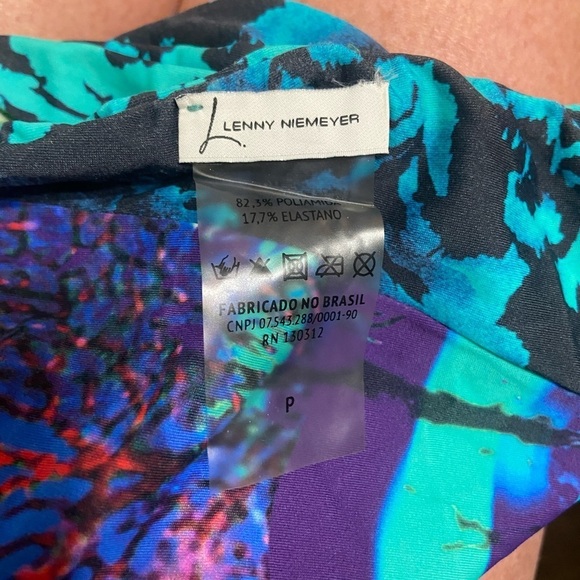 L. LENNY NIEMEYER
82,3% POLIAMIDA
17,7% ELASTANO
FABRICADO NO BRASIL
CNPJ 07.543.288/0001-90
RN 130312
P